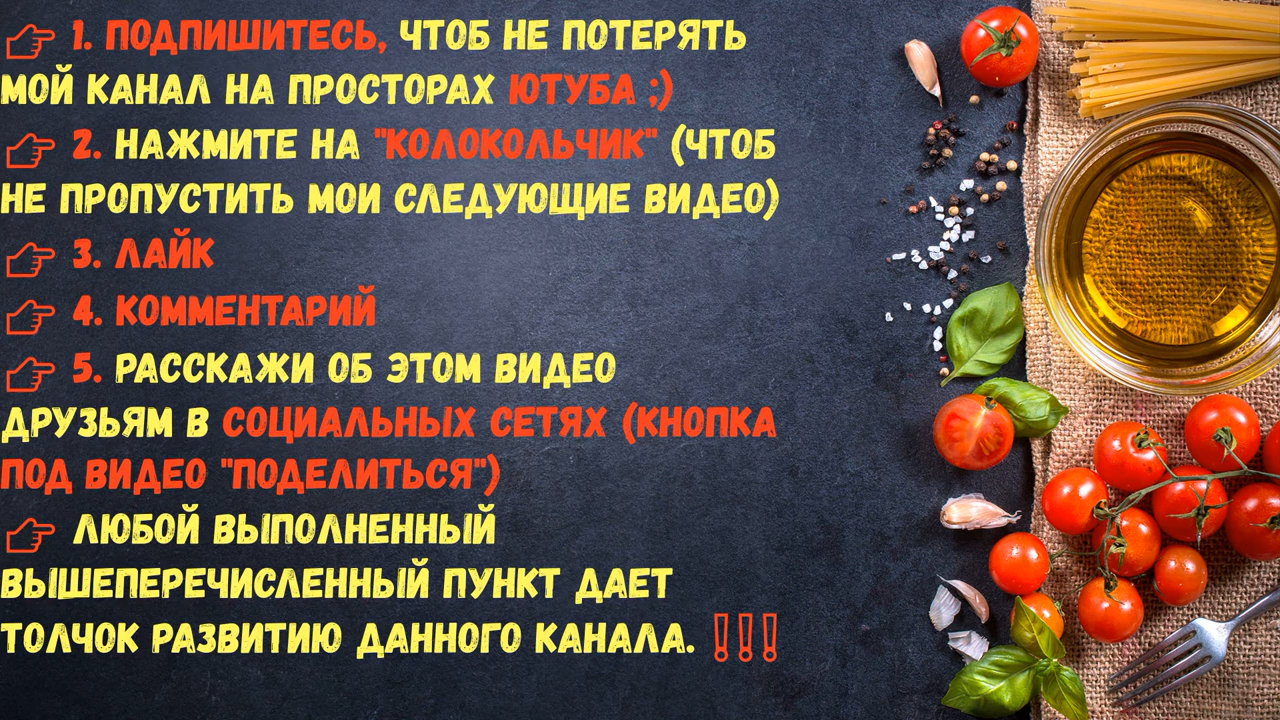 👉 1. ПОДПИШИТЕСЬ, ЧТОБ НЕ ПОТЕРЯТЬ
МОЙ КАНАЛ НА ПРОСТОРАХ ЮТУБА ;)
👉 2. НАЖМИТЕ НА "КОЛОКОЛЬЧИК" (ЧТОБ
НЕ ПРОПУСТИТЬ МОИ СЛЕДУЮЩИЕ ВИДЕО)
👉 3. ЛАЙК
👉 4. КОММЕНТАРИЙ
👉 5. РАССКАЖИ ОБ ЭТОМ ВИДЕО
ДРУЗЬЯМ В СОЦИАЛЬНЫХ СЕТЯХ (КНОПКА
ПОД ВИДЕО "ПОДЕЛИТЬСЯ")
👉 ЛЮБОЙ ВЫПОЛНЕННЫЙ
ВЫШЕПЕРЕЧИСЛЕННЫЙ ПУНКТ ДАЕТ
ТОЛЧОК РАЗВИТИЮ ДАННОГО КАНАЛА. ❗❗❗